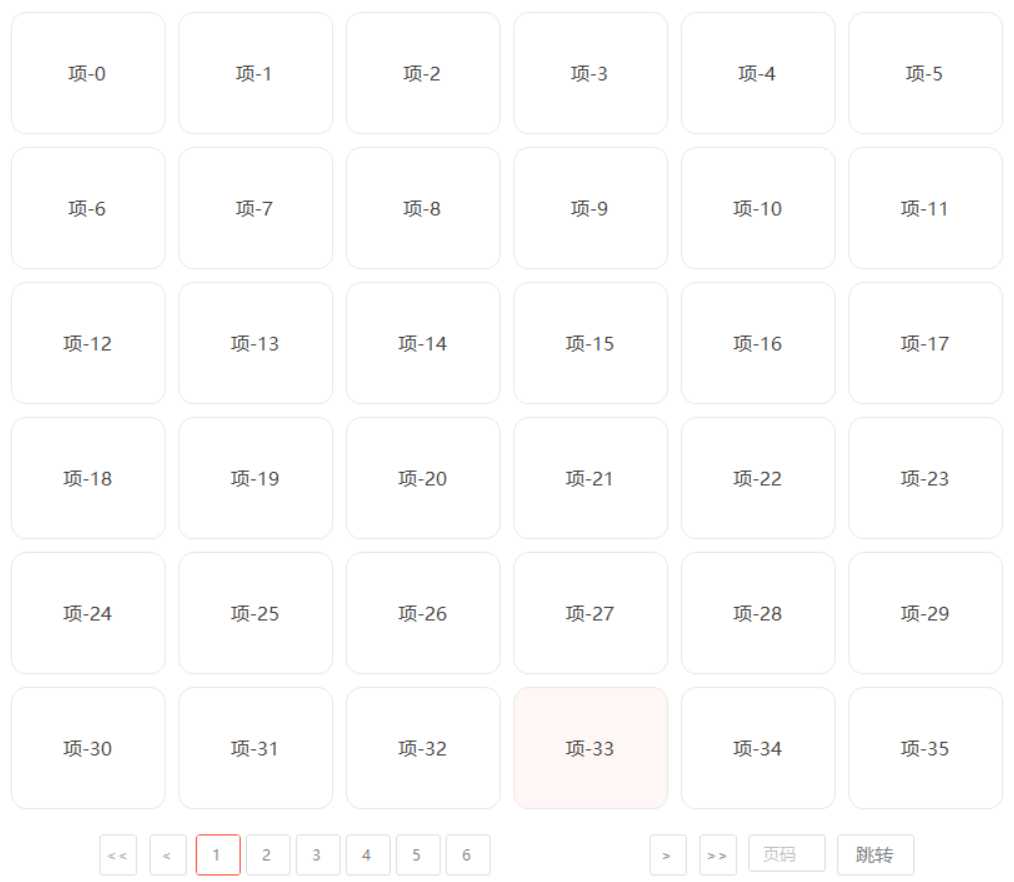 项-0 项-1 项-2 项-3 项-4 项-5
项-6 项-7 项-8 项-9 项-10 项-11
项-12 项-13 项-14 项-15 项-16 项-17
项-18 项-19 项-20 项-21 项-22 项-23
项-24 项-25 项-26 项-27 项-28 项-29
项-30 项-31 项-32 项-33 项-34 项-35
<< < 1 2 3 4 5 6 > >> 页码 跳转